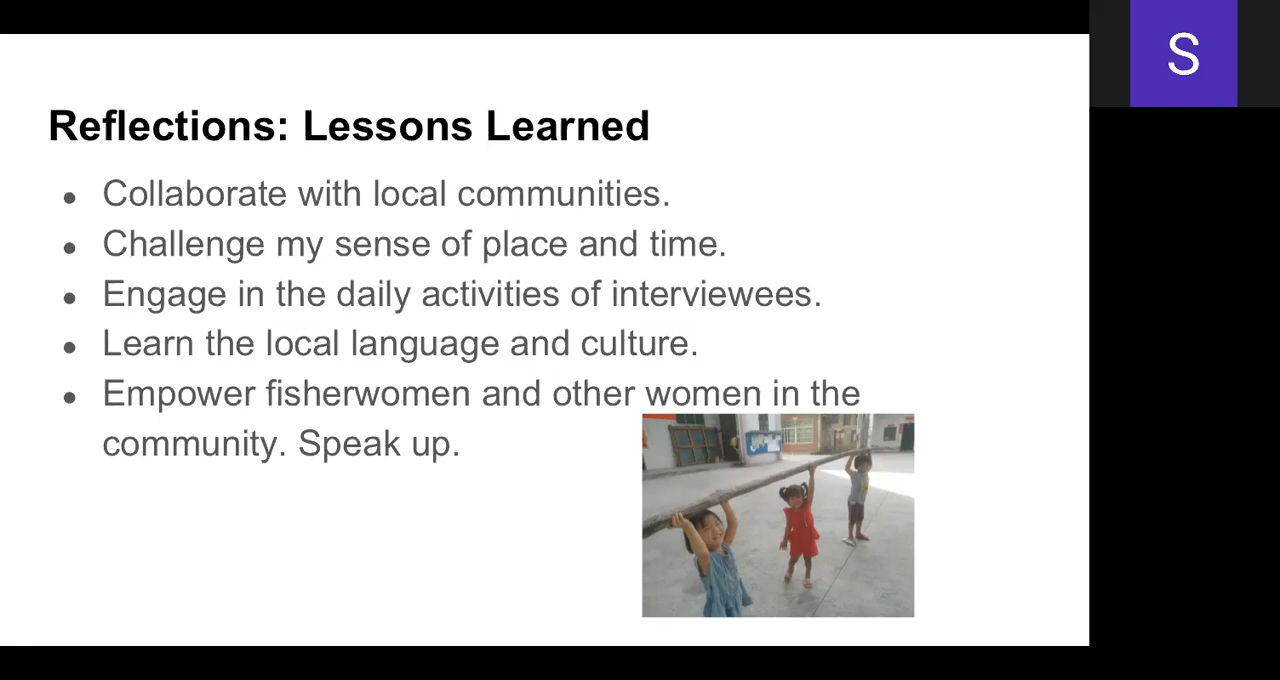 S
Reflections: Lessons Learned
● Collaborate with local communities.
● Challenge my sense of place and time.
● Engage in the daily activities of interviewees.
● Learn the local language and culture.
● Empower fisherwomen and other women in the
community. Speak up.